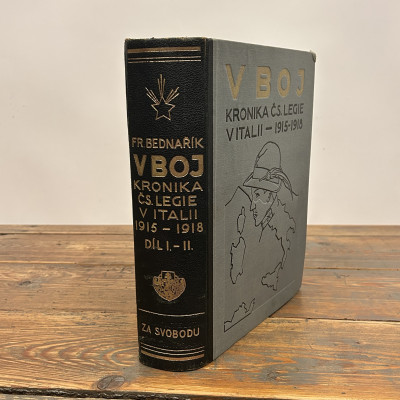 FR. BEDNAŘÍK
V BOJ
KRONIKA
ČS. LEGIE
V ITALII
1915 – 1918
DÍL I. – II.
ZA SVOBODU
V BOJ
KRONIKA ČS. LEGIE
V ITALII – 1915-1918